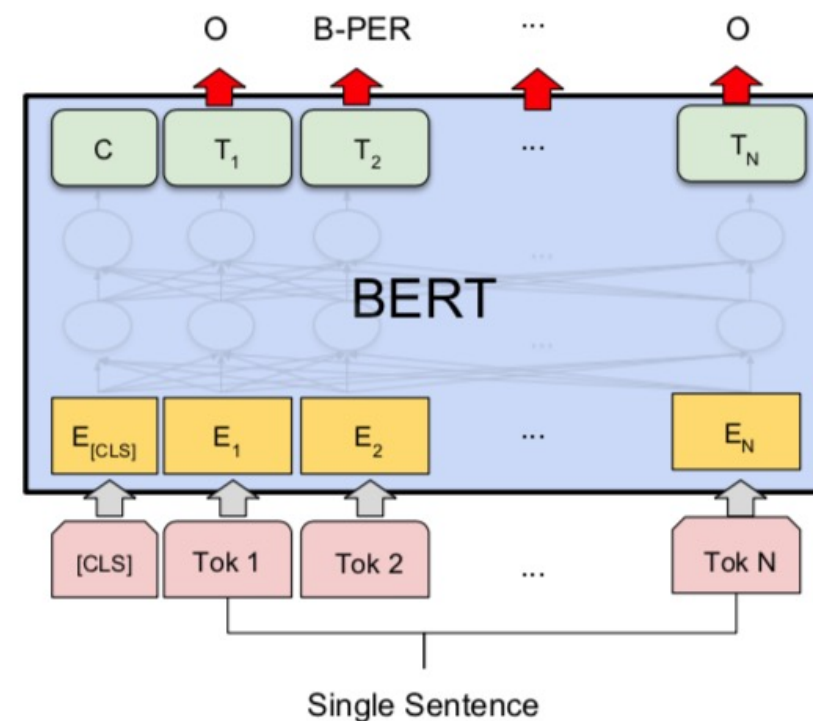 O B-PER ... O
C T1 T2 ... TN
...
BERT
...
E[CLS] E1 E2 ... EN
[CLS] Tok 1 Tok 2 ... Tok N
Single Sentence